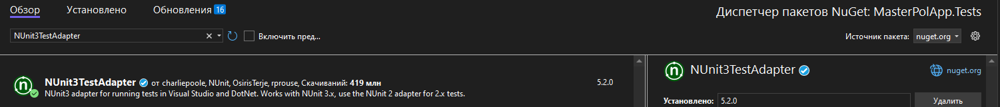 Обзор Установлено Обновления 16 Диспетчер пакетов NuGet: MasterPolApp.Tests
NUnit3TestAdapter Включить пред... Источник пакета: nuget.org
NUnit3TestAdapter от charliepoole, NUnit, OsirisTerje, rprouse, Скачиваний: 419 млн 5.2.0
NUnit3 adapter for running tests in Visual Studio and DotNet. Works with NUnit 3.x, use the NUnit 2 adapter for 2.x tests.
NUnit3TestAdapter nuget.org
Установлено: 5.2.0 Удалить